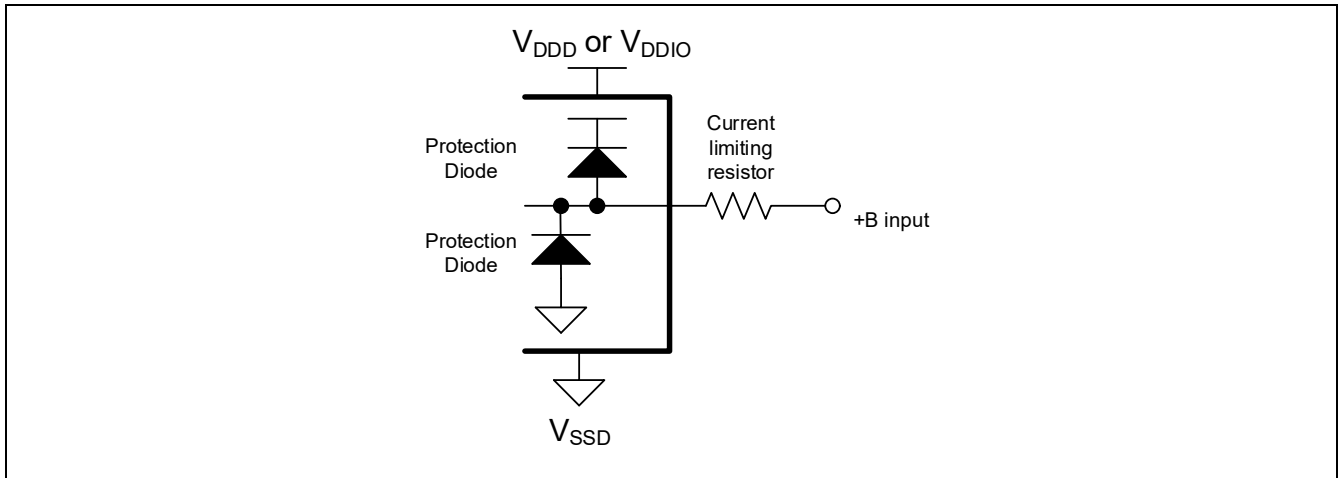 VDDD or VDDIO
Protection
Diode
Current
limiting
resistor
+B input
Protection
Diode
VSSD